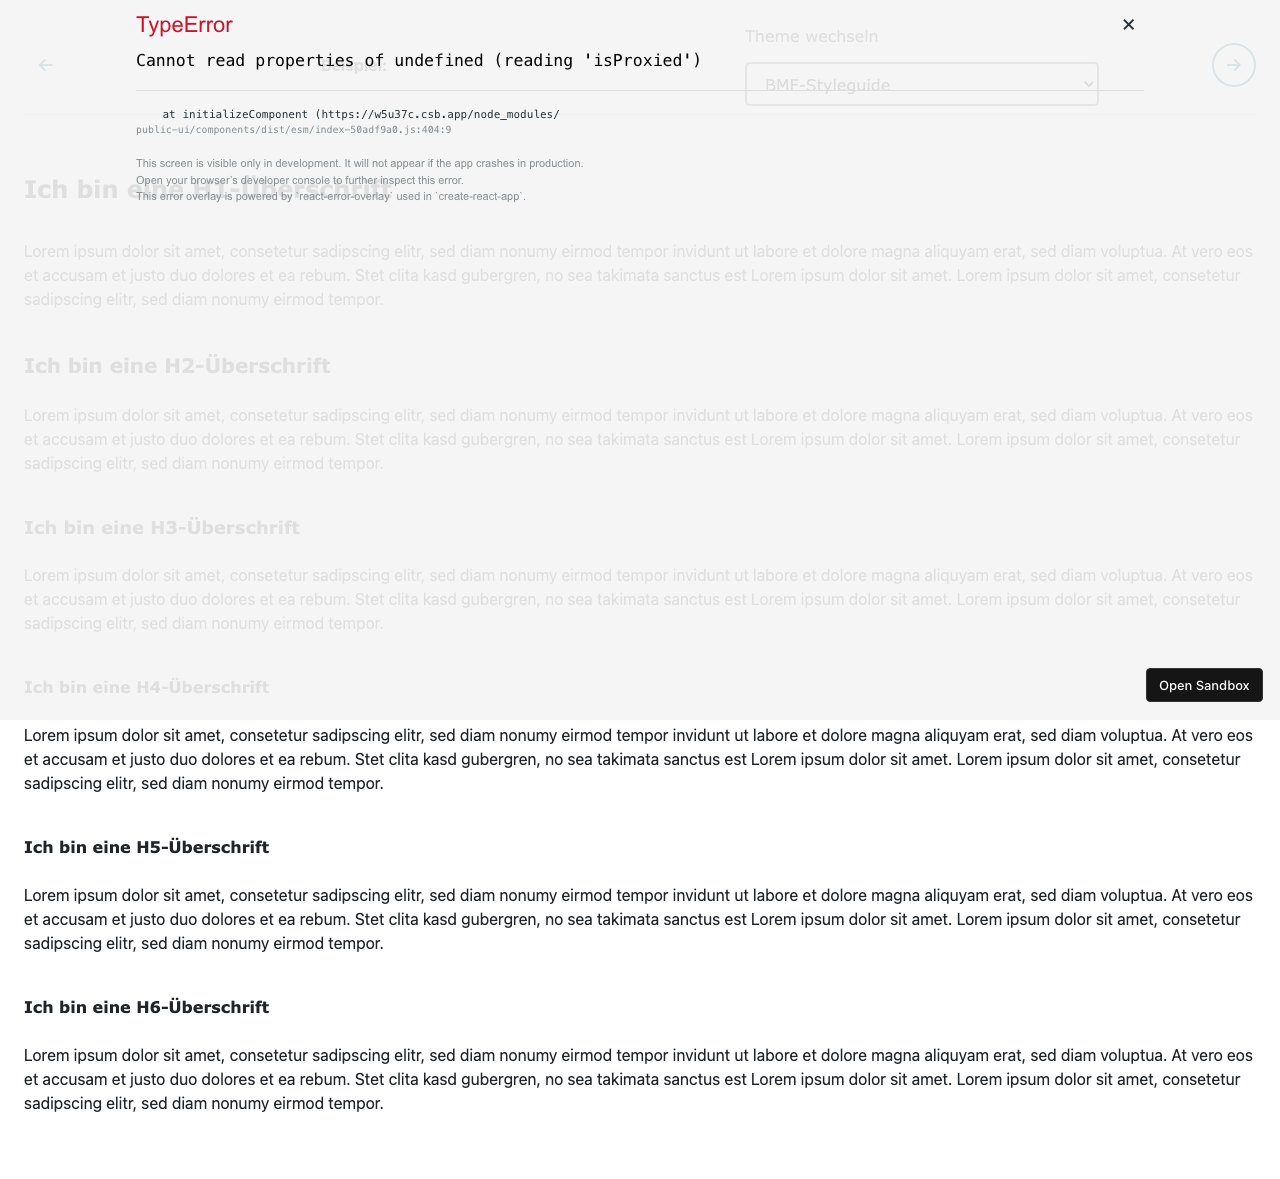 TypeError
✕
Cannot read properties of undefined (reading 'isProxied')
at initializeComponent (https://w5u37c.csb.app/node_modules/
public-ui/components/dist/esm/index-50adf9a0.js:404:9
This screen is visible only in development. It will not appear if the app crashes in production.
Open your browser's developer console to further inspect this error.
This error overlay is powered by `react-error-overlay` used in `create-react-app`.
Theme wechseln
Beispiel:
BMF-Styleguide
Ich bin eine H1-Überschrift
Lorem ipsum dolor sit amet, consetetur sadipscing elitr, sed diam nonumy eirmod tempor invidunt ut labore et dolore magna aliquyam erat, sed diam voluptua. At vero eos
et accusam et justo duo dolores et ea rebum. Stet clita kasd gubergren, no sea takimata sanctus est Lorem ipsum dolor sit amet. Lorem ipsum dolor sit amet, consetetur
sadipscing elitr, sed diam nonumy eirmod tempor.
Ich bin eine H2-Überschrift
Lorem ipsum dolor sit amet, consetetur sadipscing elitr, sed diam nonumy eirmod tempor invidunt ut labore et dolore magna aliquyam erat, sed diam voluptua. At vero eos
et accusam et justo duo dolores et ea rebum. Stet clita kasd gubergren, no sea takimata sanctus est Lorem ipsum dolor sit amet. Lorem ipsum dolor sit amet, consetetur
sadipscing elitr, sed diam nonumy eirmod tempor.
Ich bin eine H3-Überschrift
Lorem ipsum dolor sit amet, consetetur sadipscing elitr, sed diam nonumy eirmod tempor invidunt ut labore et dolore magna aliquyam erat, sed diam voluptua. At vero eos
et accusam et justo duo dolores et ea rebum. Stet clita kasd gubergren, no sea takimata sanctus est Lorem ipsum dolor sit amet. Lorem ipsum dolor sit amet, consetetur
sadipscing elitr, sed diam nonumy eirmod tempor.
Ich bin eine H4-Überschrift
Open Sandbox
Lorem ipsum dolor sit amet, consetetur sadipscing elitr, sed diam nonumy eirmod tempor invidunt ut labore et dolore magna aliquyam erat, sed diam voluptua. At vero eos
et accusam et justo duo dolores et ea rebum. Stet clita kasd gubergren, no sea takimata sanctus est Lorem ipsum dolor sit amet. Lorem ipsum dolor sit amet, consetetur
sadipscing elitr, sed diam nonumy eirmod tempor.
Ich bin eine H5-Überschrift
Lorem ipsum dolor sit amet, consetetur sadipscing elitr, sed diam nonumy eirmod tempor invidunt ut labore et dolore magna aliquyam erat, sed diam voluptua. At vero eos
et accusam et justo duo dolores et ea rebum. Stet clita kasd gubergren, no sea takimata sanctus est Lorem ipsum dolor sit amet. Lorem ipsum dolor sit amet, consetetur
sadipscing elitr, sed diam nonumy eirmod tempor.
Ich bin eine H6-Überschrift
Lorem ipsum dolor sit amet, consetetur sadipscing elitr, sed diam nonumy eirmod tempor invidunt ut labore et dolore magna aliquyam erat, sed diam voluptua. At vero eos
et accusam et justo duo dolores et ea rebum. Stet clita kasd gubergren, no sea takimata sanctus est Lorem ipsum dolor sit amet. Lorem ipsum dolor sit amet, consetetur
sadipscing elitr, sed diam nonumy eirmod tempor.